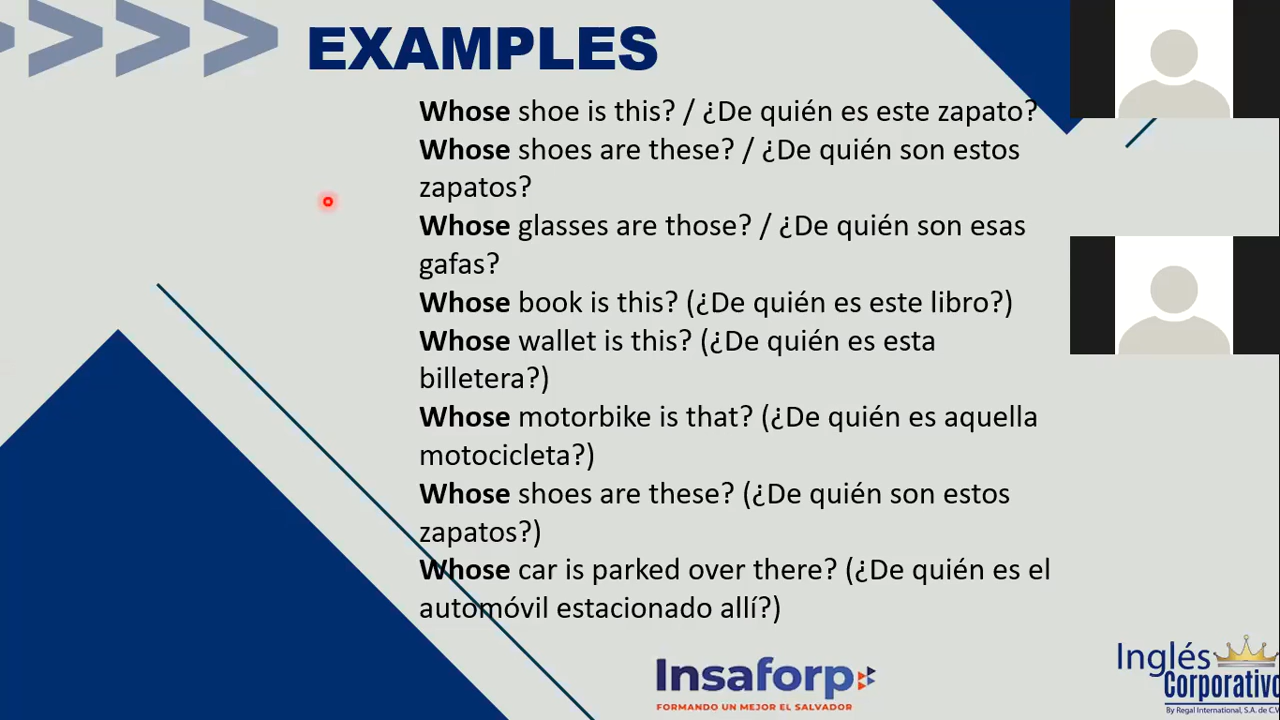 EXAMPLES
Whose shoe is this? / ¿De quién es este zapato?
Whose shoes are these? / ¿De quién son estos
zapatos?
Whose glasses are those? / ¿De quién son esas
gafas?
Whose book is this? (¿De quién es este libro?)
Whose wallet is this? (¿De quién es esta
billetera?)
Whose motorbike is that? (¿De quién es aquella
motocicleta?)
Whose shoes are these? (¿De quién son estos
zapatos?)
Whose car is parked over there? (¿De quién es el
automóvil estacionado allí?)
Insaforp
FORMANDO UN MEJOR EL SALVADOR
Inglés
Corporativo
By Regal International, S.A. de C.V